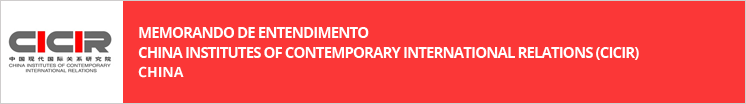 CICIR
中国现代国际关系研究院
CHINA INSTITUTES OF CONTEMPORARY
INTERNATIONAL RELATIONS
MEMORANDO DE ENTENDIMENTO
CHINA INSTITUTES OF CONTEMPORARY INTERNATIONAL RELATIONS (CICIR)
CHINA